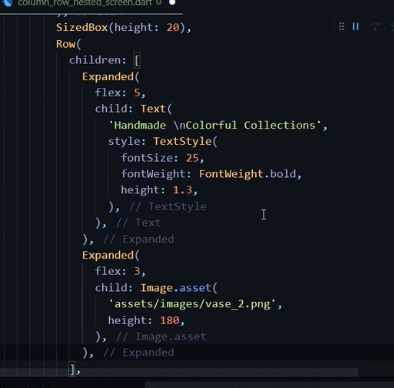 column_row_nested_screen.dart U
SizedBox(height: 20),
Row(
children: [
Expanded(
flex: 5,
child: Text(
'Handmade \nColorful Collections',
style: TextStyle(
fontSize: 25,
fontWeight: FontWeight.bold,
height: 1.3,
), // TextStyle
), // Text
), // Expanded
Expanded(
flex: 3,
child: Image.asset(
'assets/images/vase_2.png',
height: 180,
), // Image.asset
), // Expanded
],